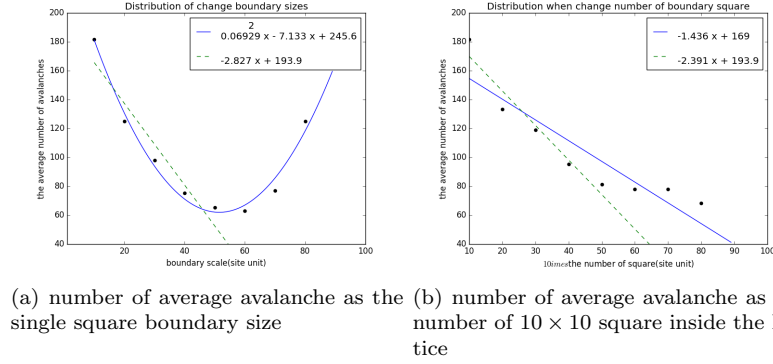 Distribution of change boundary sizes
2
0.06929 x - 7.133 x + 245.6
-2.827 x + 193.9
the average number of avalanches
200
180
160
140
120
100
80
60
40
20
40
60
80
100
boundary scale(site unit)
Distribution when change number of boundary square
-1.436 x + 169
-2.391 x + 193.9
the average number of avalanches
200
180
160
140
120
100
80
60
40
10
20
30
40
50
60
70
80
90
100
10imesthe number of square(site unit)
(a) number of average avalanche as the
single square boundary size
(b) number of average avalanche as
number of 10 × 10 square inside the
tice